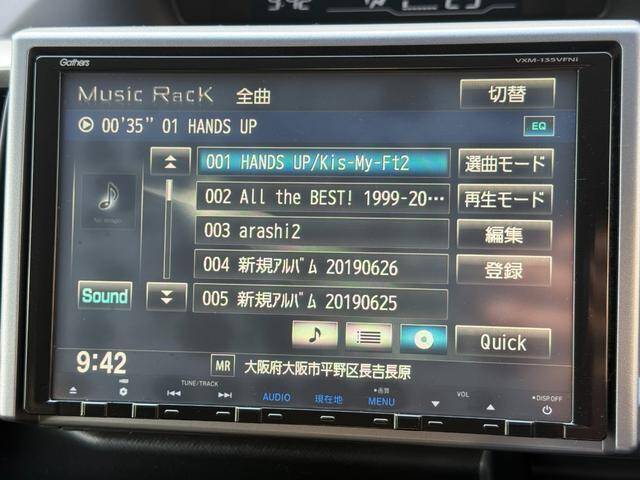 9:42
Gathers
VXM-135VFNi
Music Rack 全曲 切替
00'35" 01 HANDS UP EQ
001 HANDS UP/Kis-My-Ft2 選曲モード
002 All the BEST! 1999-20… 再生モード
003 arashi2 編集
004 新規ｱﾙﾊﾞﾑ 20190626 登録
Sound 005 新規ｱﾙﾊﾞﾑ 20190625
Quick
9:42 MR 大阪府大阪市平野区長吉長原
TUNE/TRACK AUDIO 現在地 画質 MENU VOL DISP OFF